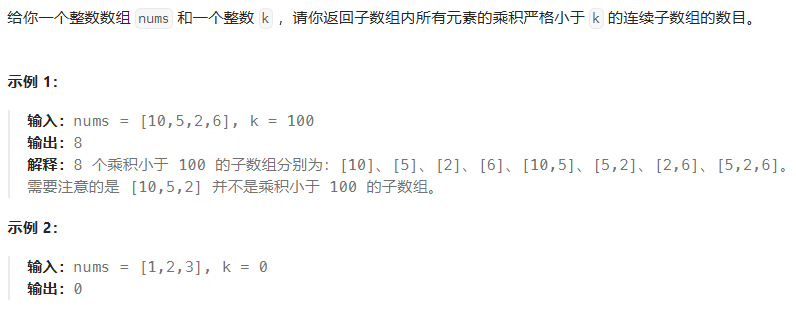 给你一个整数数组 nums 和一个整数 k ，请你返回子数组内所有元素的乘积严格小于 k 的连续子数组的数目。
示例 1：
输入：nums = [10,5,2,6], k = 100
输出：8
解释：8 个乘积小于 100 的子数组分别为：[10]、[5]、[2]、[6]、[10,5]、[5,2]、[2,6]、[5,2,6]。
需要注意的是 [10,5,2] 并不是乘积小于 100 的子数组。
示例 2：
输入：nums = [1,2,3], k = 0
输出：0